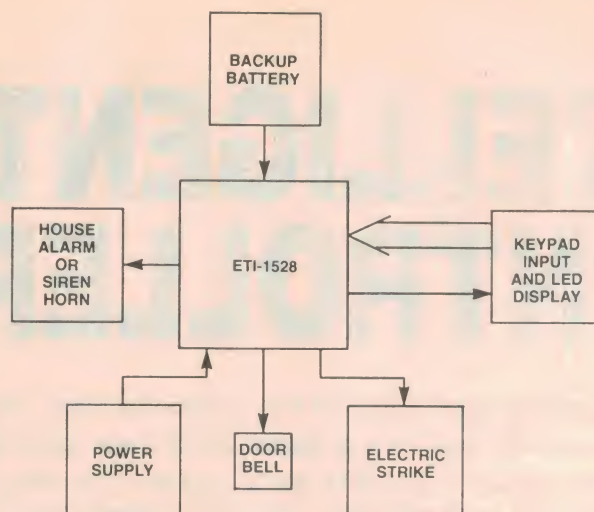 BACKUP
BATTERY
HOUSE
ALARM
OR
SIREN
HORN
ETI-1528
KEYPAD
INPUT
AND LED
DISPLAY
POWER
SUPPLY
DOOR
BELL
ELECTRIC
STRIKE